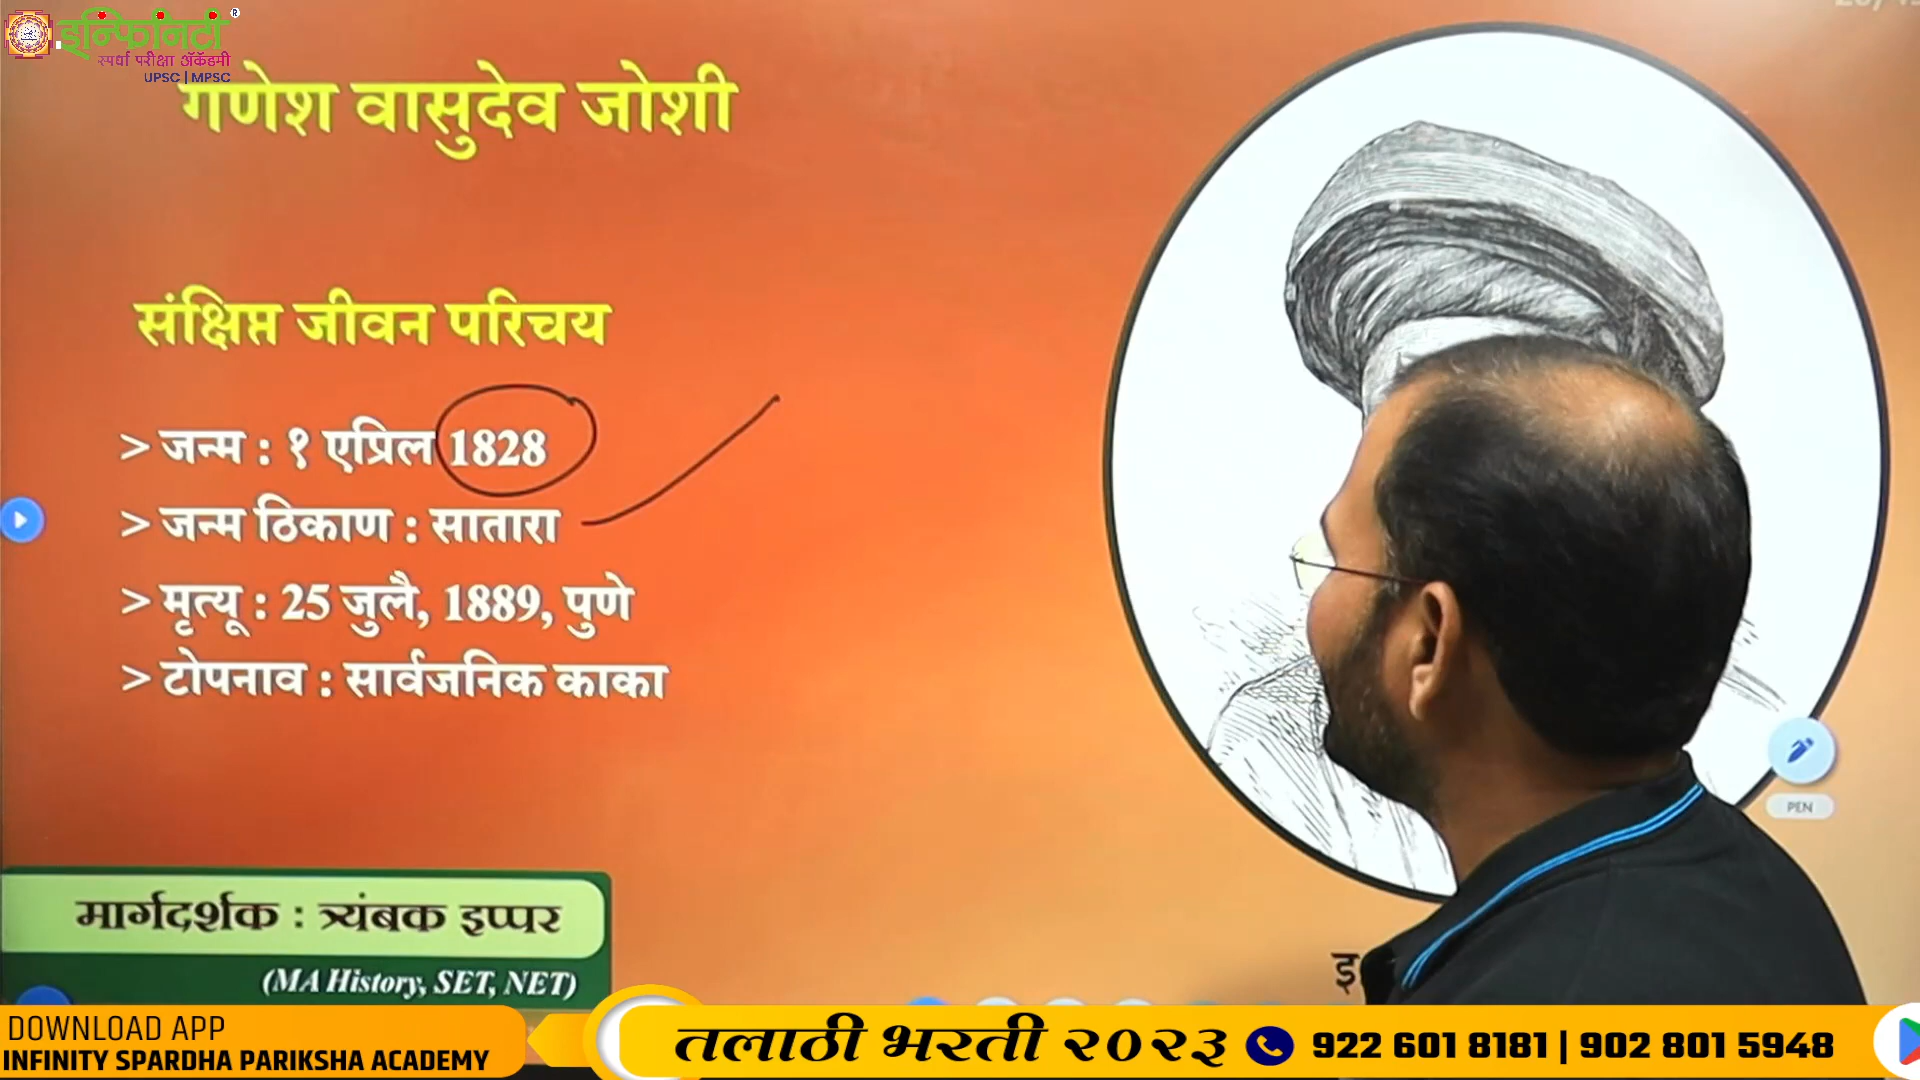 इन्फिनिटी
स्पर्धा परीक्षा अ‍ॅकॅडमी
UPSC | MPSC
गणेश वासुदेव जोशी
संक्षिप्त जीवन परिचय
> जन्म : १ एप्रिल 1828
> जन्म ठिकाण : सातारा
> मृत्यू : 25 जुलै, 1889, पुणे
> टोपनाव : सार्वजनिक काका
PEN
मार्गदर्शक : त्र्यंबक इप्पर
(MA History, SET, NET)
DOWNLOAD APP
INFINITY SPARDHA PARIKSHA ACADEMY
तलाठी भरती २०२३
922 601 8181 | 902 801 5948